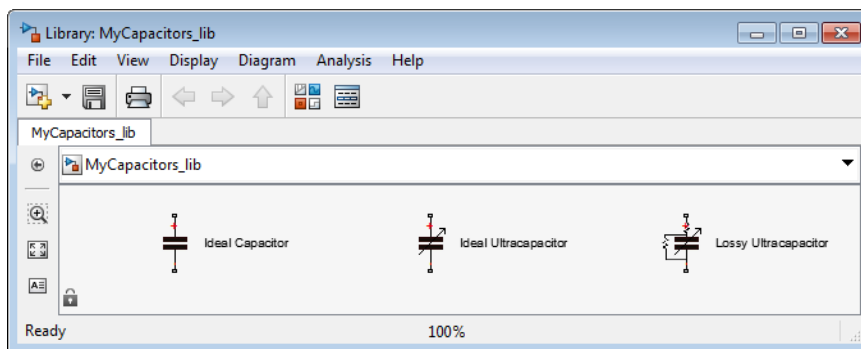 Library: MyCapacitors_lib
File Edit View Display Diagram Analysis Help
MyCapacitors_lib
MyCapacitors_lib
Ideal Capacitor Ideal Ultracapacitor Lossy Ultracapacitor
Ready 100%